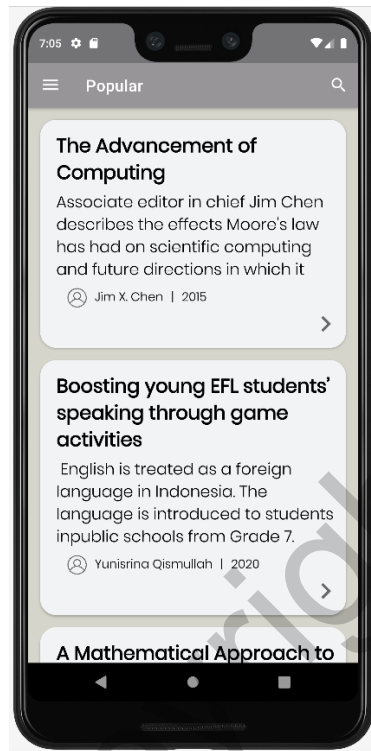 7:05
Popular
The Advancement of
Computing
Associate editor in chief Jim Chen
describes the effects Moore's law
has had on scientific computing
and future directions in which it
Jim X. Chen | 2015
Boosting young EFL students'
speaking through game
activities
English is treated as a foreign
language in Indonesia. The
language is introduced to students
inpublic schools from Grade 7.
Yunisrina Qismullah | 2020
A Mathematical Approach to